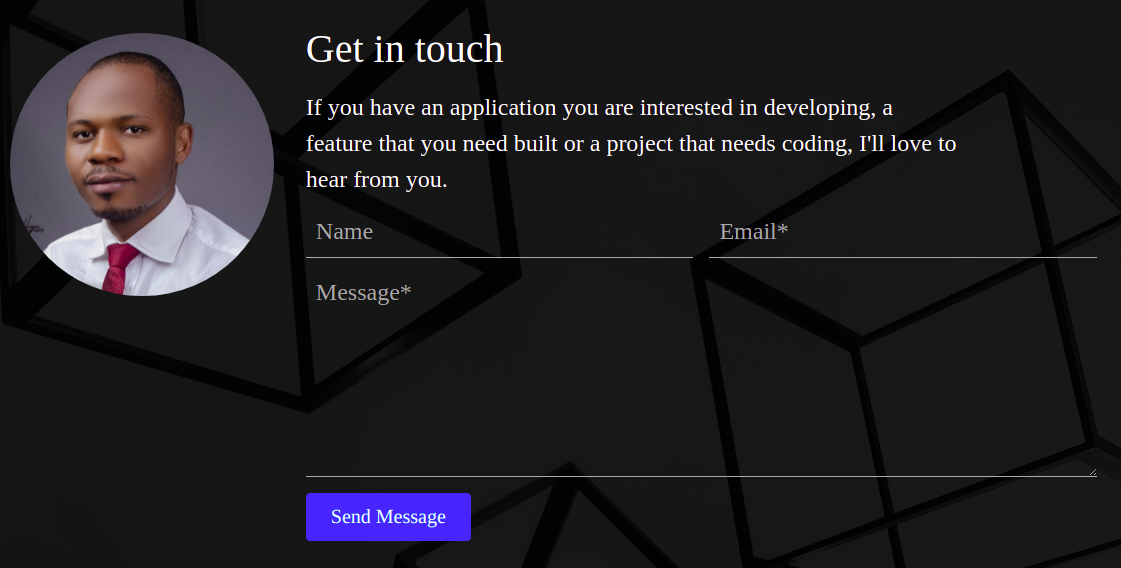 Get in touch
If you have an application you are interested in developing, a
feature that you need built or a project that needs coding, I'll love to
hear from you.
Name
Email*
Message*
Send Message